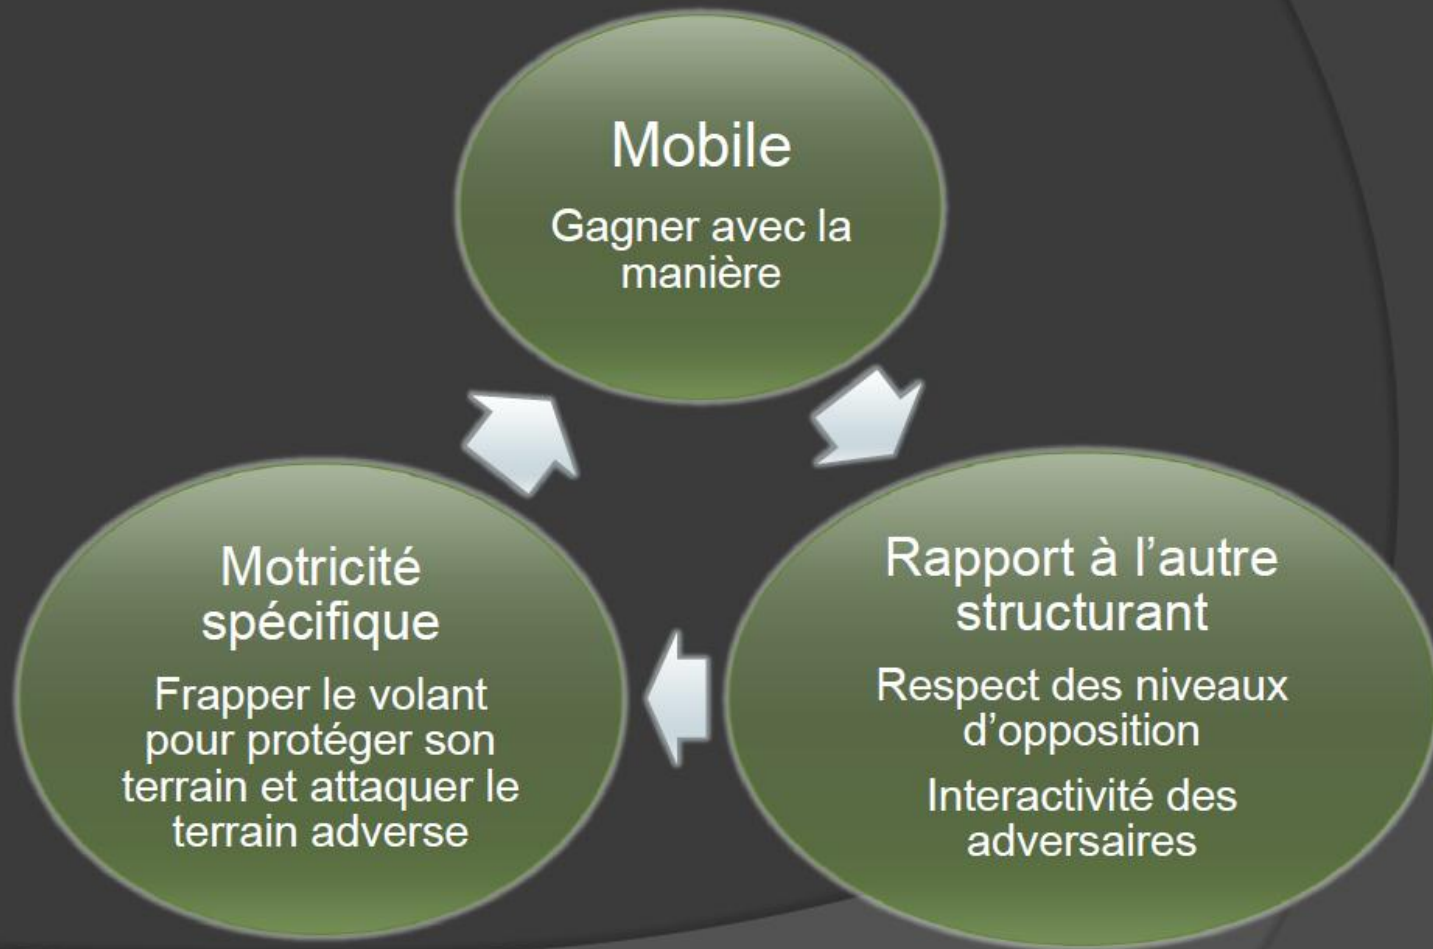 Mobile
Gagner avec la
manière
Motricité
spécifique
Frapper le volant
pour protéger son
terrain et attaquer le
terrain adverse
Rapport à l'autre
structurant
Respect des niveaux
d'opposition
Interactivité des
adversaires